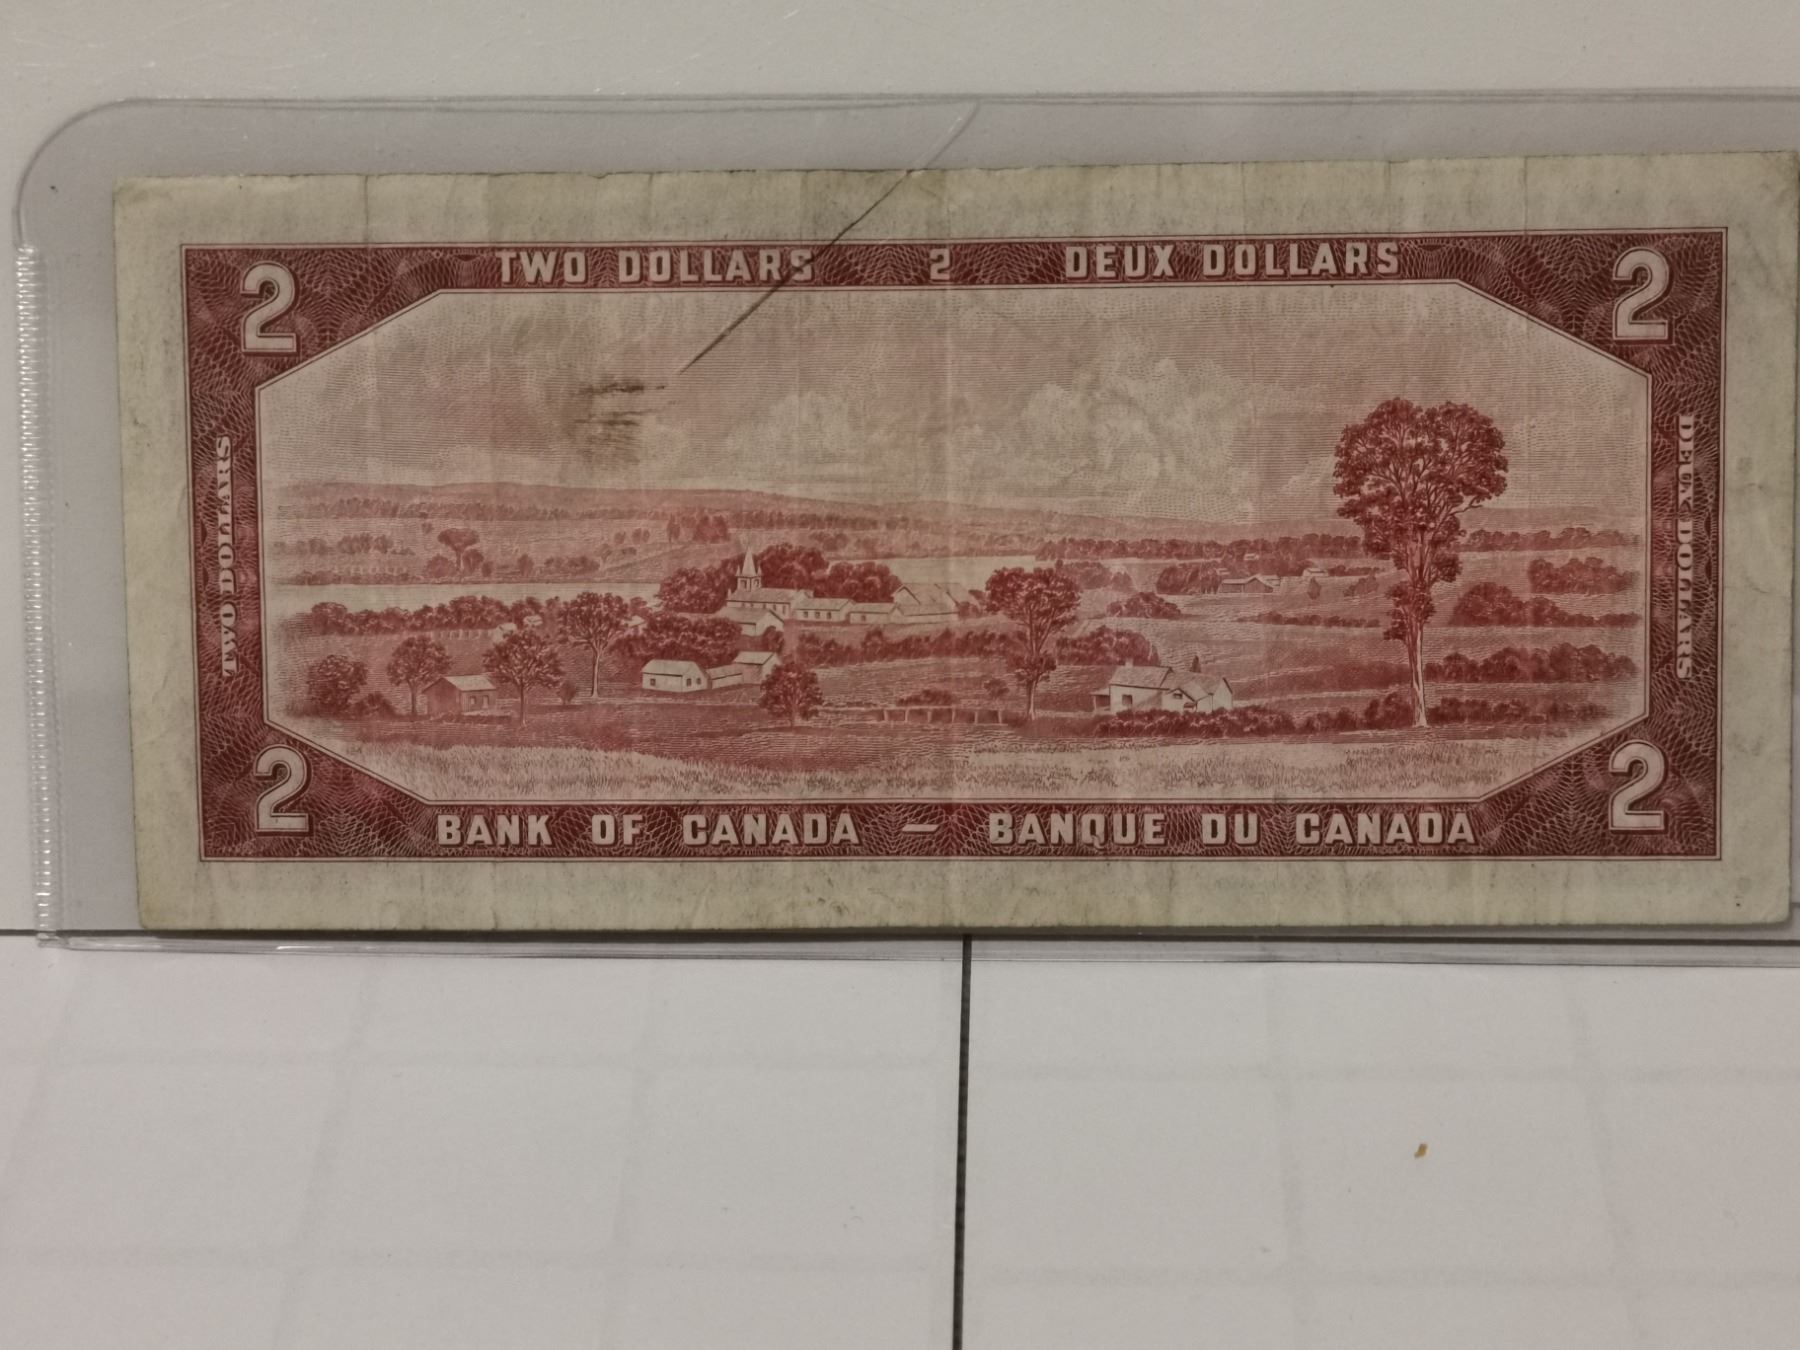 TWO DOLLARS 2 DEUX DOLLARS
2 2
TWO DOLLARS
DEUX DOLLARS
2 2
BANK OF CANADA — BANQUE DU CANADA